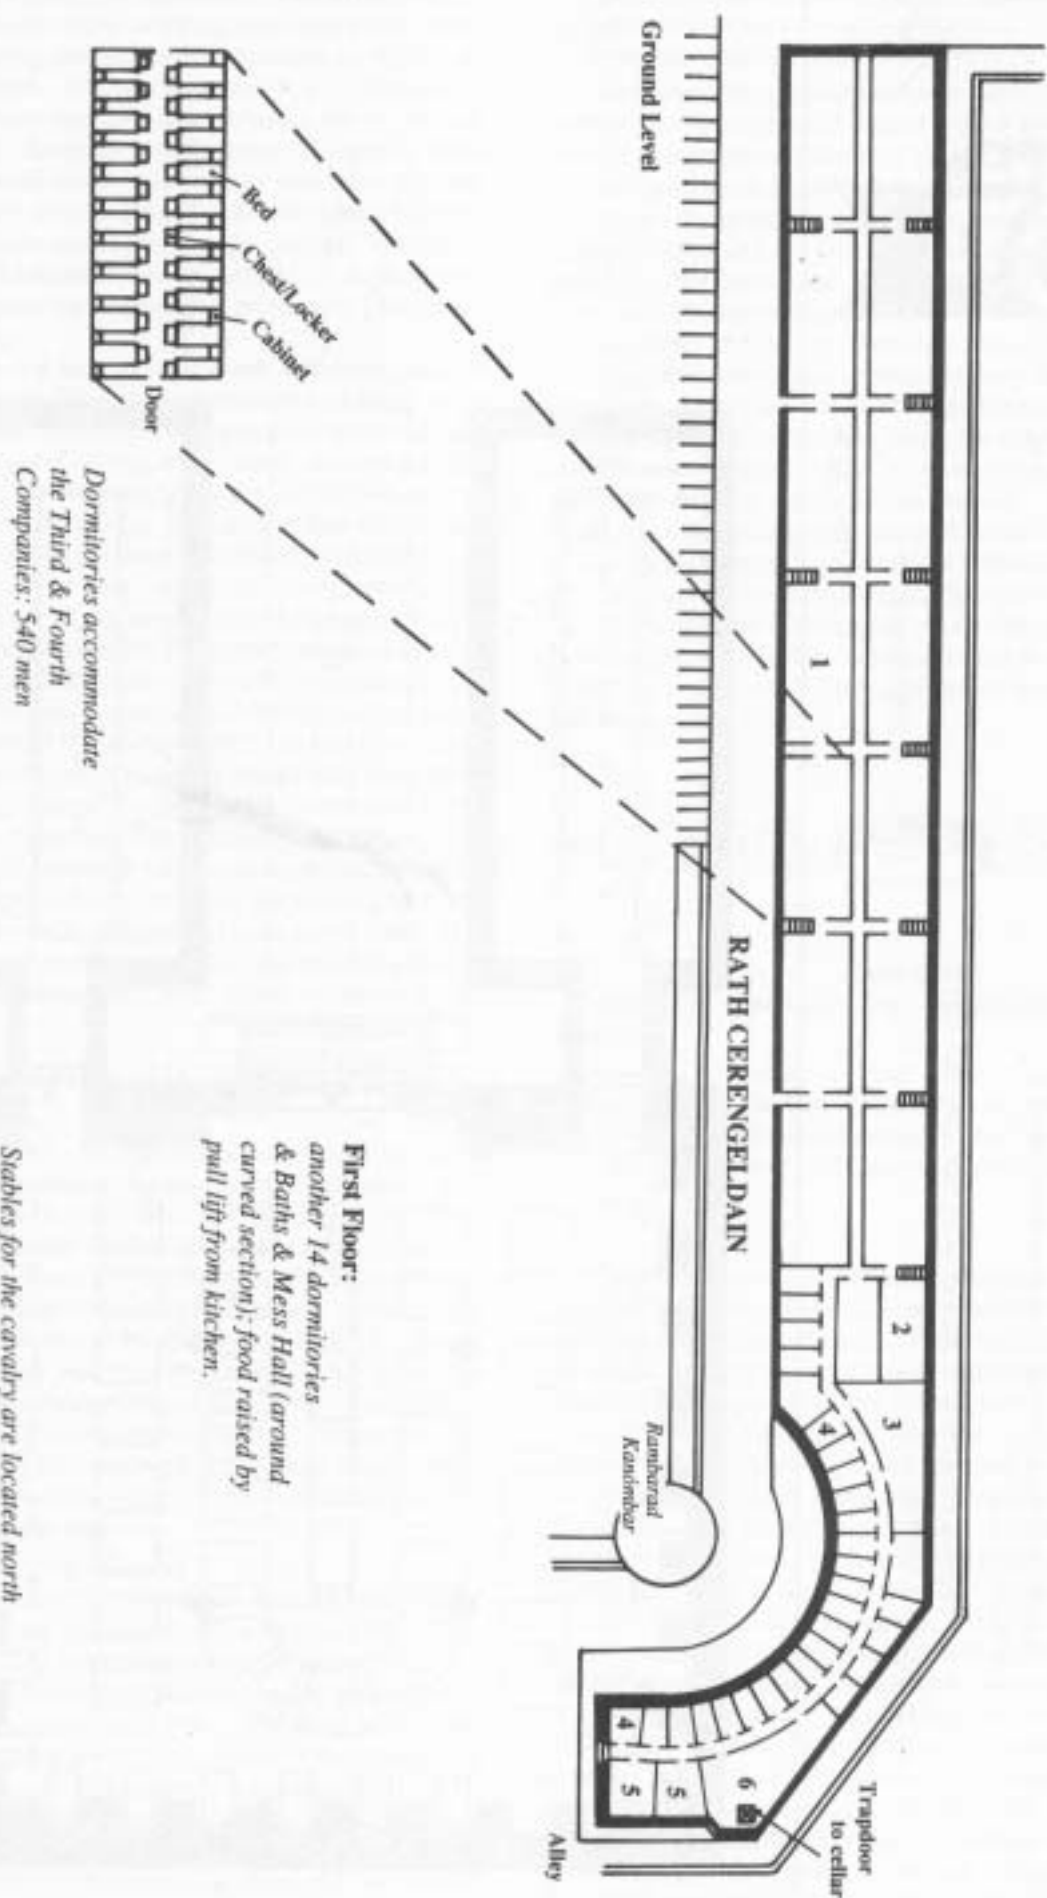 2
3
Trapdoor
to cellar
1
4
RATH CERENGELDAIN
6
5
Ground Level
Rambarad
Kanómbar
4
5
Alley
Bed
Chest/Locker
Cabinet
Door
First Floor:
another 14 dormitories
& Baths & Mess Hall (around
curved section); food raised by
pull lift from kitchen.
Dormitories accommodate
the Third & Fourth
Companies: 540 men
Stables for the cavalry are located north